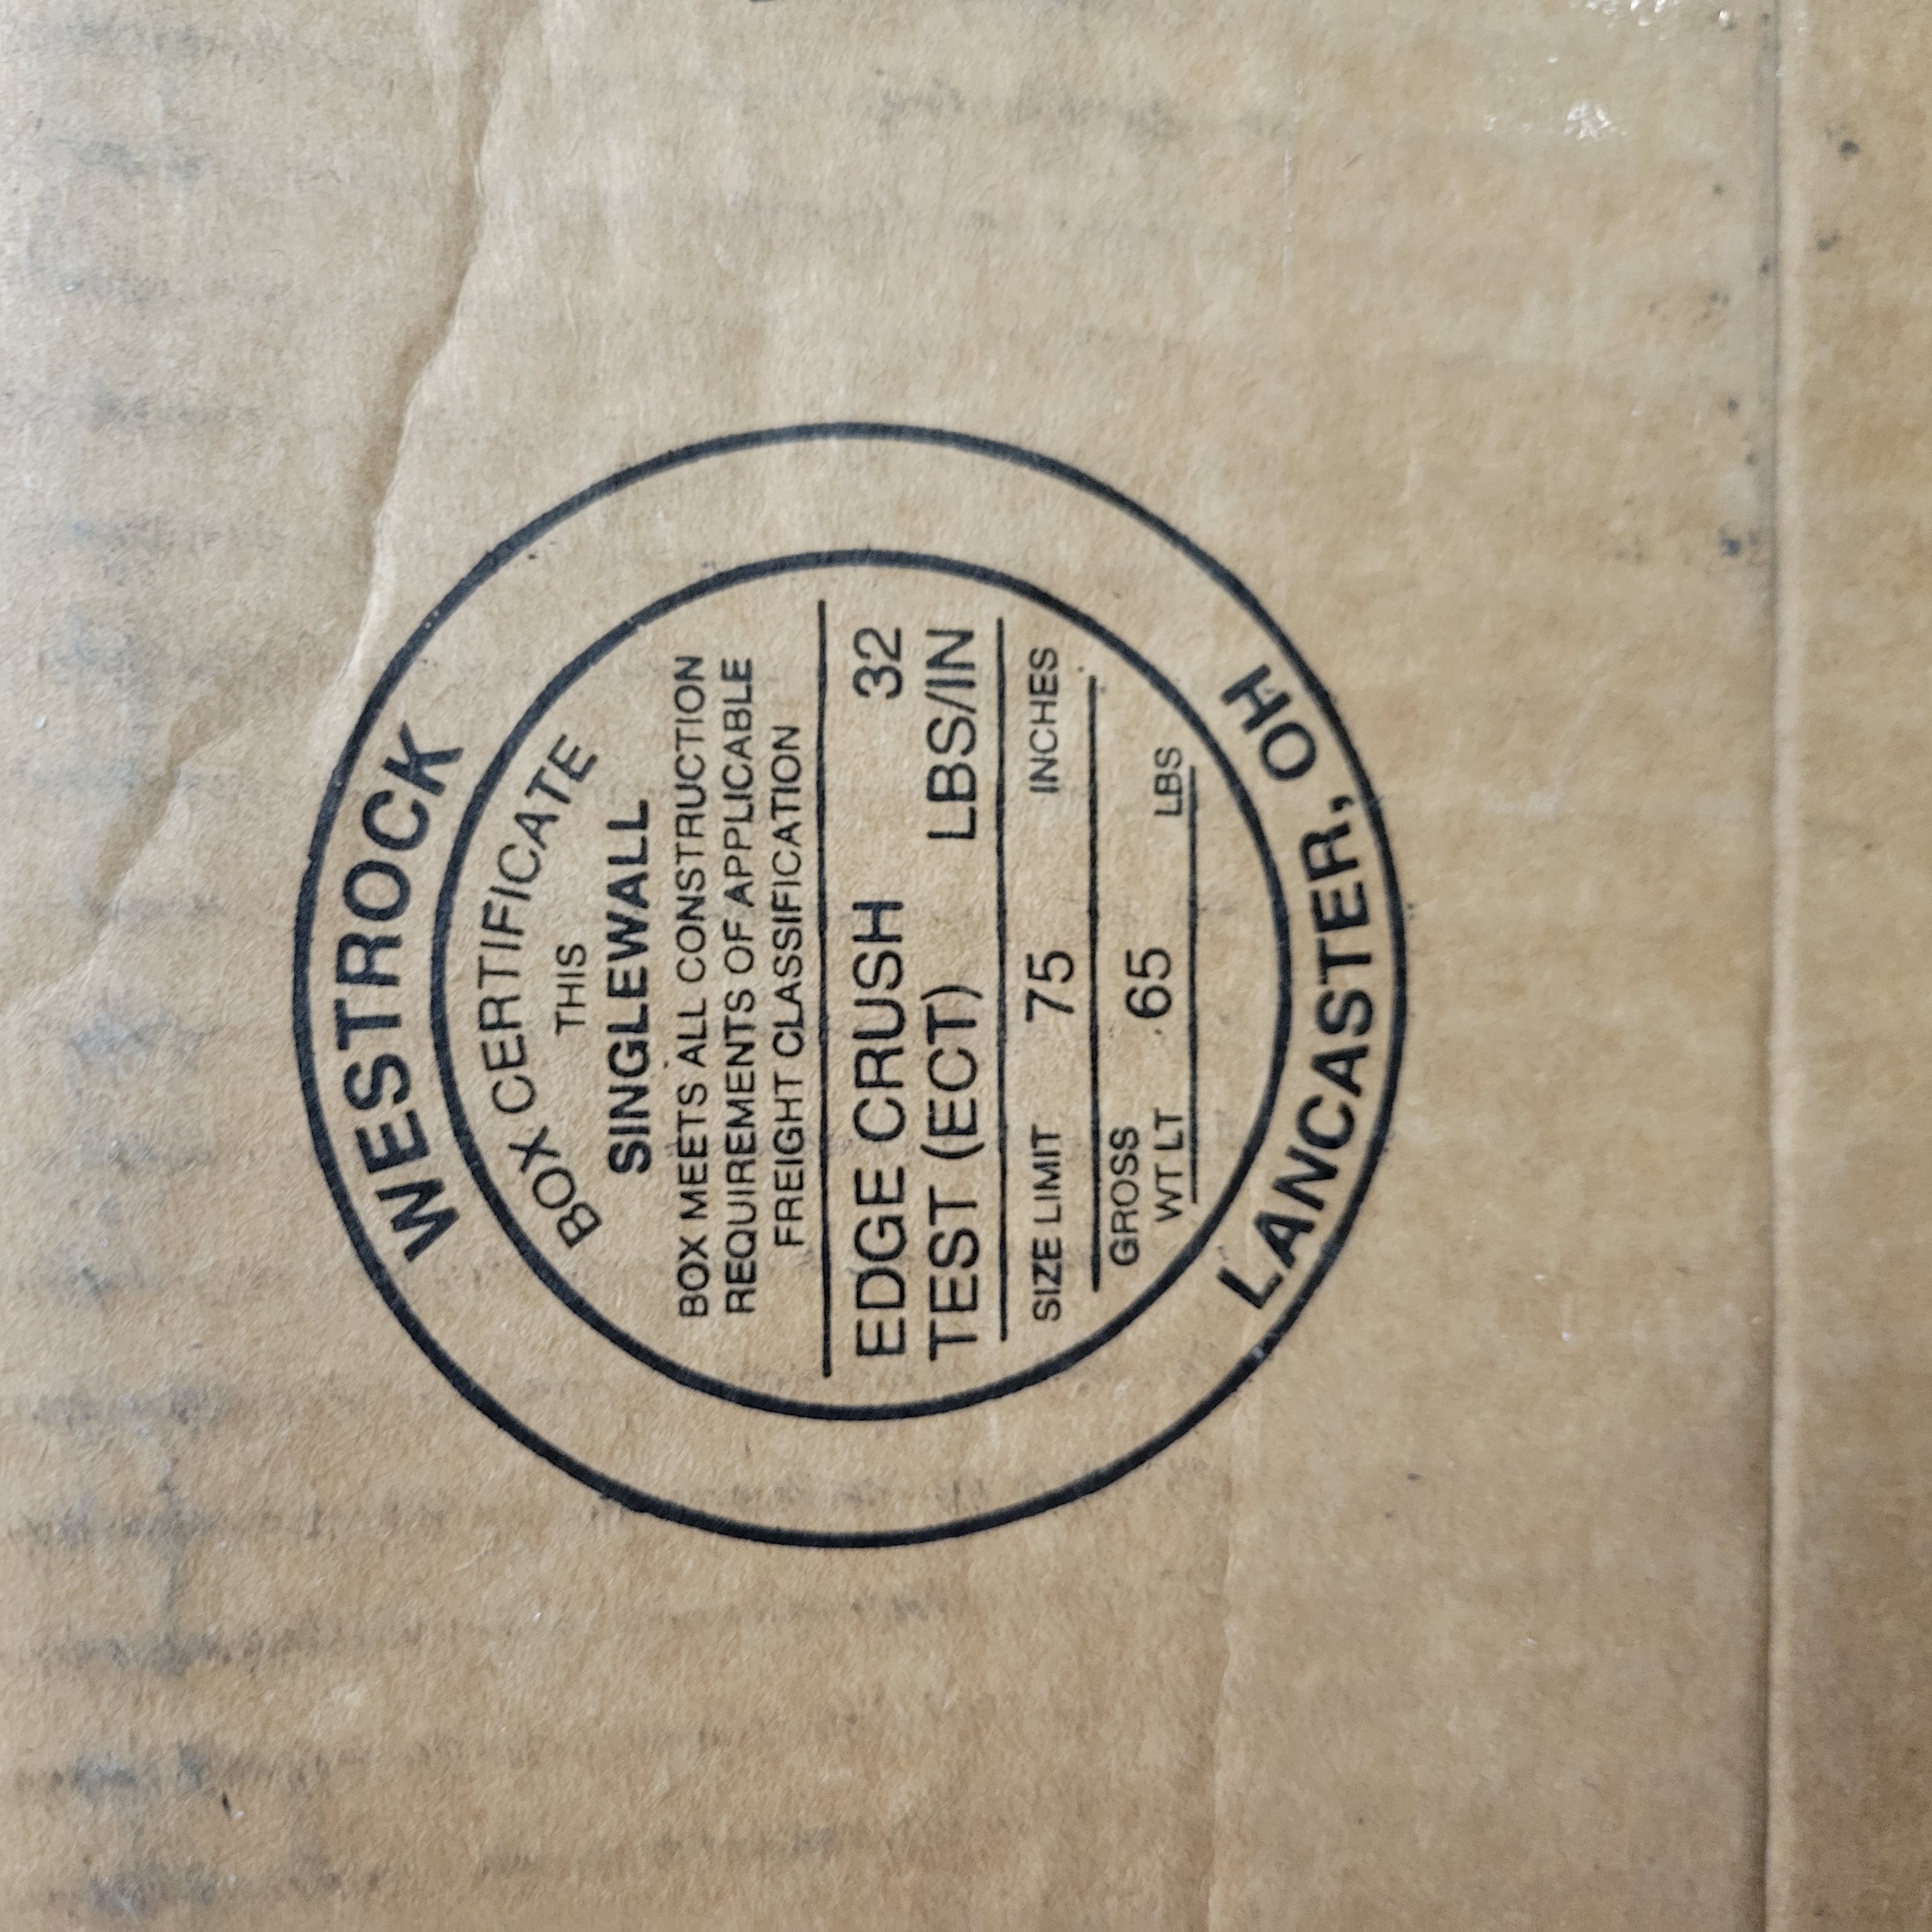 WESTROCK
BOX CERTIFICATE
THIS
SINGLEWALL
BOX MEETS ALL CONSTRUCTION
REQUIREMENTS OF APPLICABLE
FREIGHT CLASSIFICATION
EDGE CRUSH 32
TEST (ECT) LBS/IN
SIZE LIMIT 75 INCHES
GROSS
WT LT 65 LBS
LANCASTER, OH